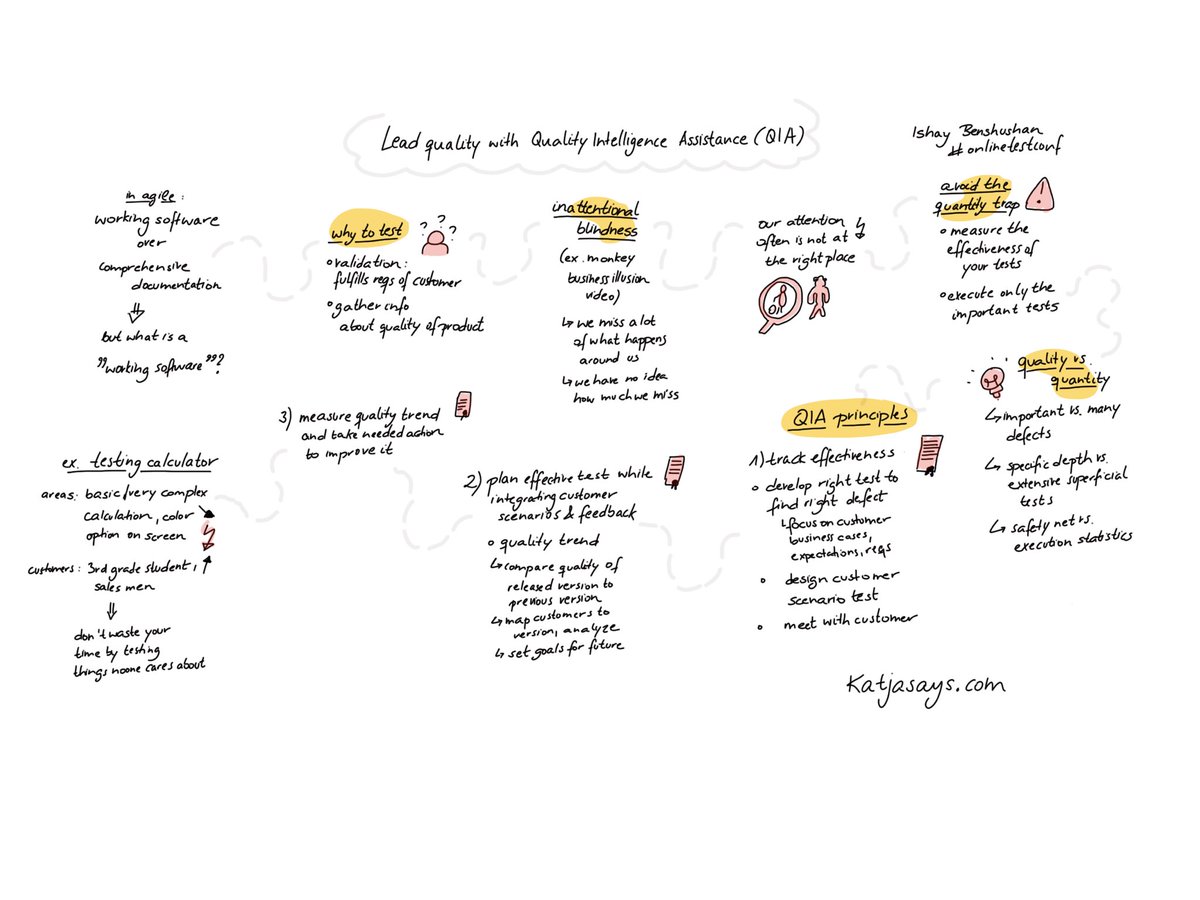 Lead quality with Quality Intelligence Assistance (QIA)
Ishay Benshushan
#onlinetestconf
in agile:
working software
over
comprehensive
documentation
but what is a
"working software"?
why to test
? ? ? ?
• validation:
fulfills reqs of customer
• gather info
about quality of product
inattentional
blindness
(ex. monkey
business illusion
video)
↳ we miss a lot
of what happens
around us
↳ we have no idea
how much we miss
our attention
often is not at
the right place
avoid the
quantity trap
!
• measure the
effectiveness of
your tests
• execute only the
important tests
quality vs.
quantity
↳ important vs. many
defects
↳ specific depth vs.
extensive superficial
tests
↳ safety net vs.
execution statistics
QIA principles
1) track effectiveness
• develop right test to
find right defect
↳ focus on customer
business cases,
expectations, reqs
• design customer
scenario test
• meet with customer
2) plan effective test while
integrating customer
scenarios & feedback
• quality trend
↳ compare quality of
released version to
previous version
↳ map customers to
version, analyze
↳ set goals for future
3) measure quality trend
and take needed action
to improve it
ex. testing calculator
areas: basic/very complex
calculation, color
option on screen
customers: 3rd grade student,
sales men
don't waste your
time by testing
things noone cares about
Katjasays.com